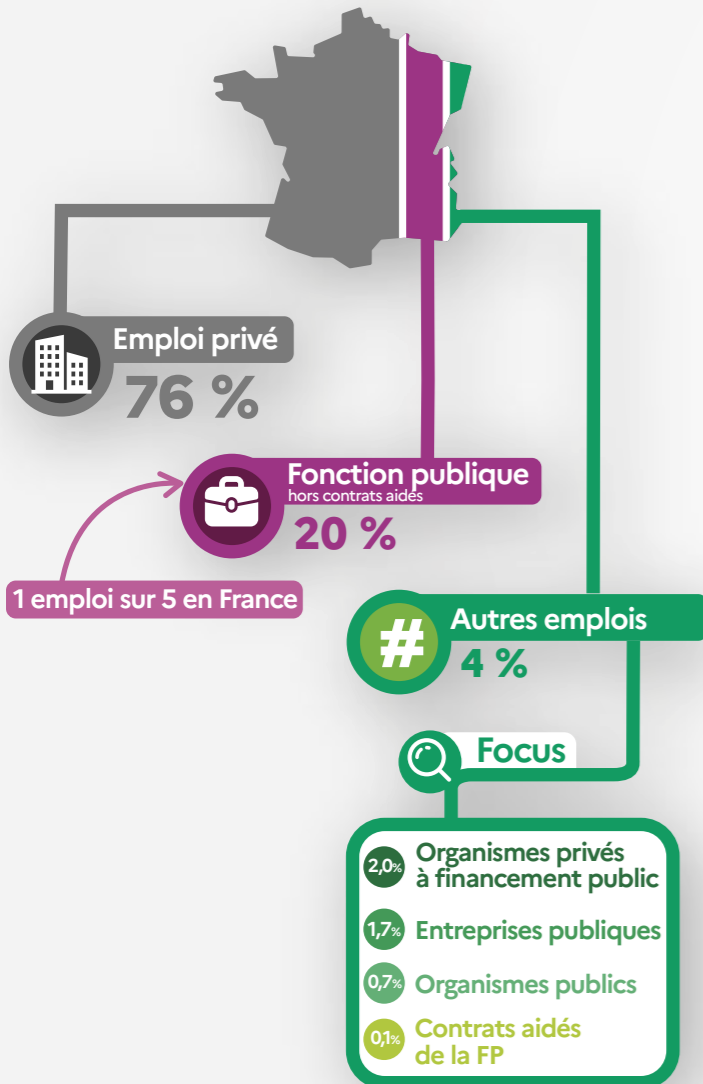 Emploi privé
76 %
Fonction publique
hors contrats aidés
20 %
1 emploi sur 5 en France
#
Autres emplois
4 %
Focus
2,0% Organismes privés
à financement public
1,7% Entreprises publiques
0,7% Organismes publics
0,1% Contrats aidés
de la FP